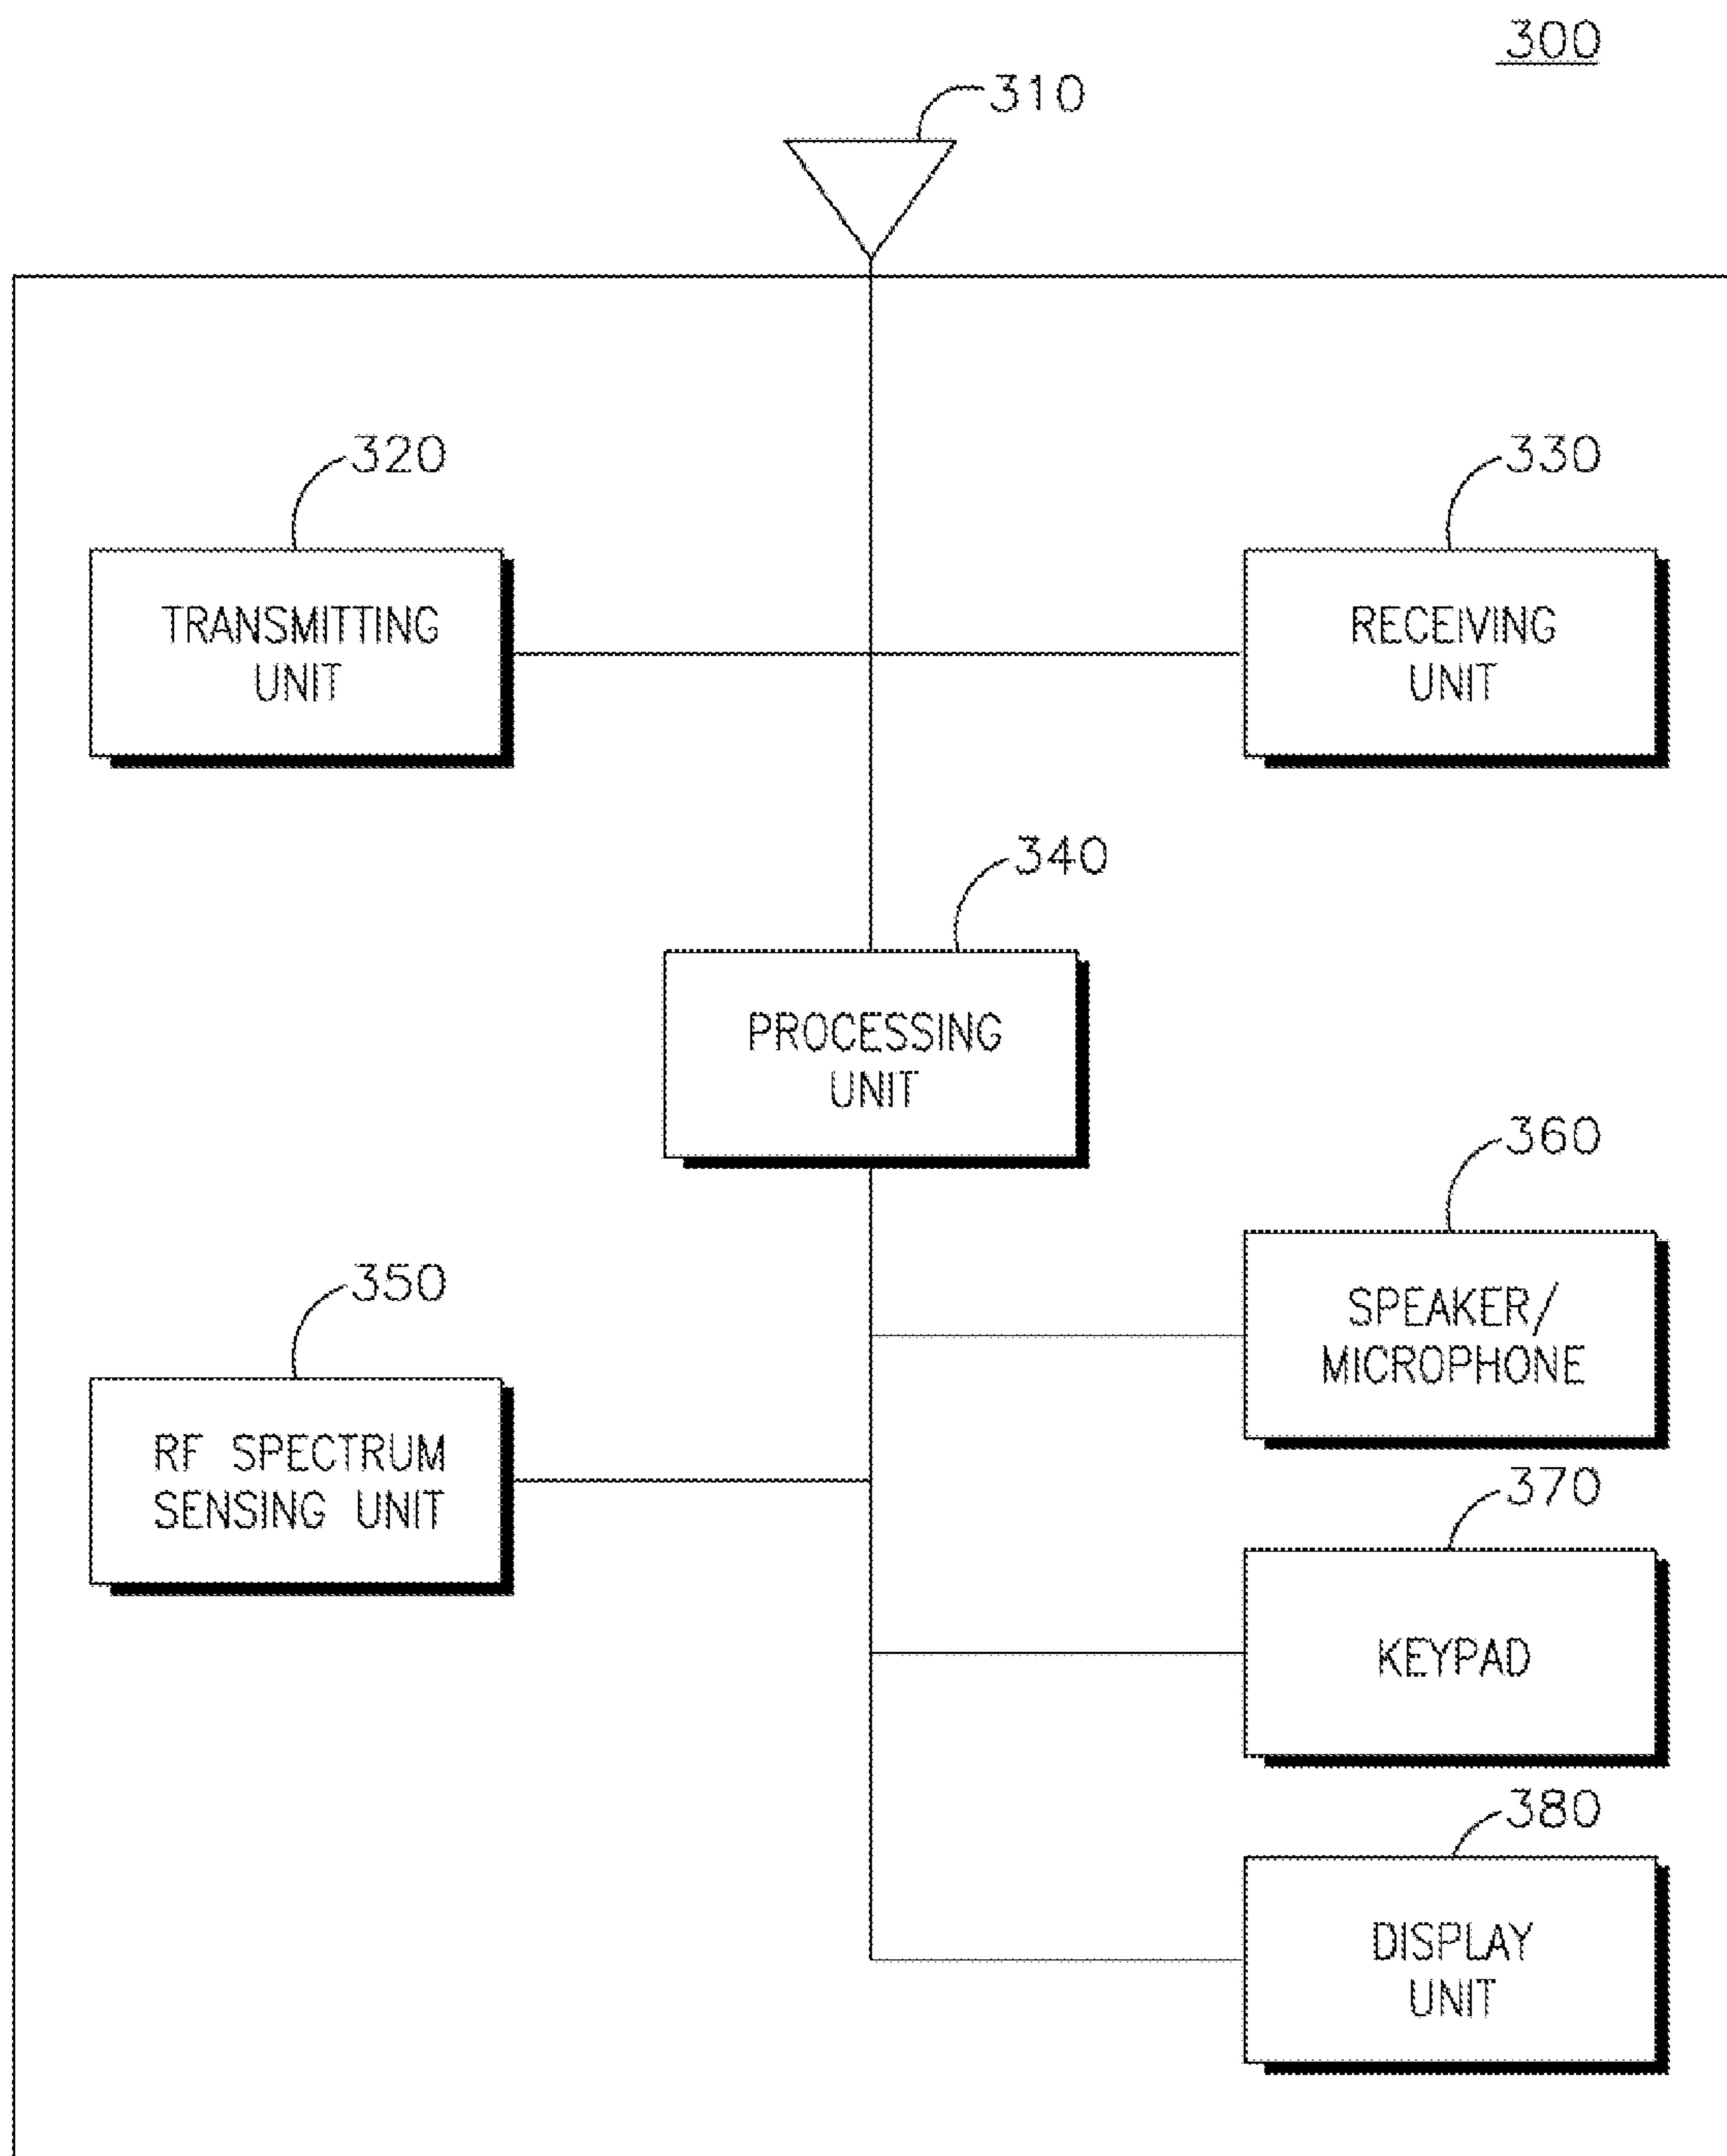 300
310
320
330
TRANSMITTING
UNIT
RECEIVING
UNIT
340
PROCESSING
UNIT
360
350
SPEAKER/
MICROPHONE
RF SPECTRUM
SENSING UNIT
370
KEYPAD
380
DISPLAY
UNIT